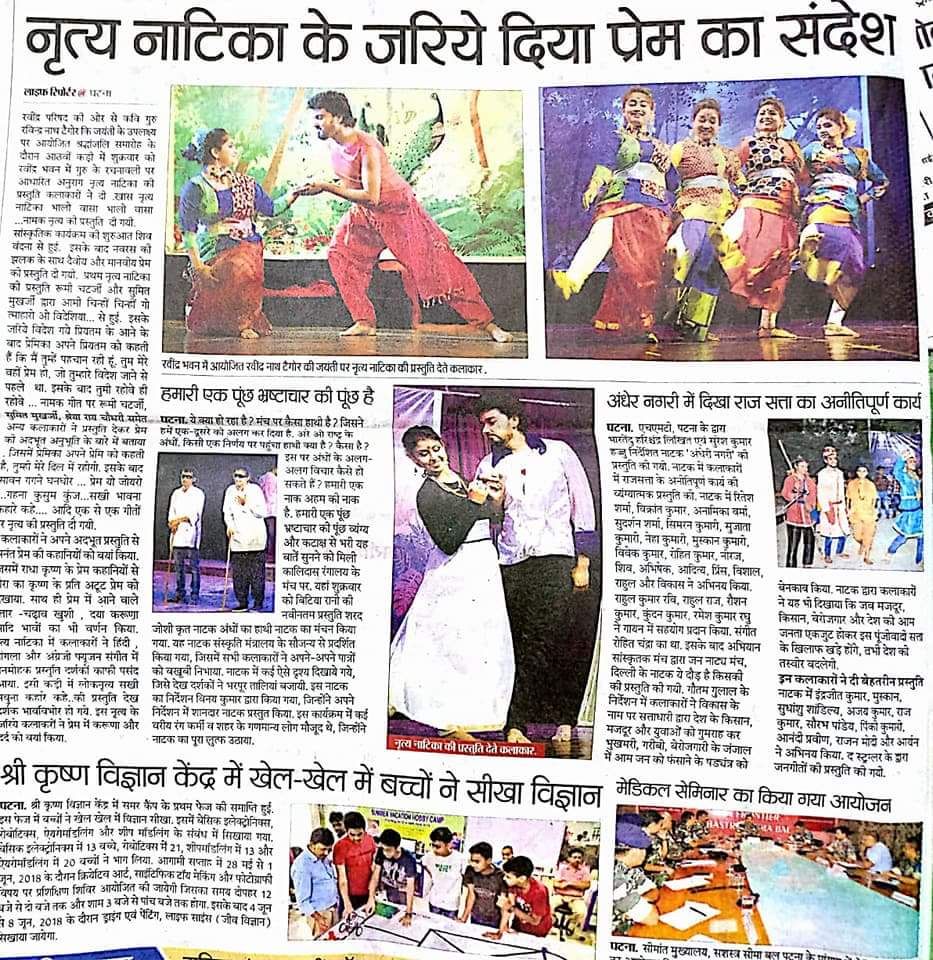 नृत्य नाटिका के जरिये दिया प्रेम का संदेश
लाइफ रिपोर्टर @ पटना
रवींद्र परिषद की ओर से कवि गुरु
रविन्द्र नाथ टैगोर कि जयंती के उपलक्ष्य
पर आयोजित श्रद्धांजलि समारोह के
दौरान आठवों कड़ी में शुक्रवार को
रवींद्र भवन में गुरु के रचनावली पर
आधारित अनुराग नृत्य नाटिका की
प्रस्तुति कलाकारों ने दी .खास नृत्य
नाटिका भालो वासा भालो वासा
...नामक नृत्य की प्रस्तुति दी गयी.
सांस्कृतिक कार्यक्रम की शुरुआत शिव
वंदना से हुई. इसके बाद नवरस की
झलक के साथ दैवीय और मानवीय प्रेम
की प्रस्तुति दी गयी. प्रथम नृत्य नाटिका
की प्रस्तुति रूमी चटर्जी और सुमित
मुखर्जी द्वारा आमी चिन्हीं चिन्हीं गो
त्माहारी ओ विदेशिया... से हुई. इसके
जरिये विदेश गये प्रियतम के आने के
बाद प्रेमिका अपने प्रियतम को कहती
है कि मैं तुम्हें पहचान रही हूं, तुम मेरे
वहीं प्रेम हो, जो तुम्हारे विदेश जाने से
पहले था. इसके बाद तुमी रहोवे ही
रहोवे ... नामक गीत पर रूमी चटर्जी,
सुमित मुखर्जी, श्रेया राय चौधरी समेत
अन्य कलाकारों ने प्रस्तुति देकर प्रेम
को अदभुत अनुभूति के बारे में बताया
. जिसमें प्रेमिका अपने प्रेम को कहती
है, तुमी मेरे दिल में रहोगी. इसके बाद
गगने घनघोर ... प्रेम यो जोयरो
...गहना कुसुम कुंज...सखी भावना
कहारे कहे.... आदि एक से एक गीतों
र नृत्य की प्रस्तुति दी गयी.
कलाकारों ने अपने अदभूत प्रस्तुति से
नंत प्रेम की कहानियों को बयां किया.
समें राधा कृष्ण के प्रेम कहानियों से
रा का कृष्ण के प्रति अटूट प्रेम को
खाया. साथ ही प्रेम में आने वाले
तार -चढ़ाव खुशी , दया करूणा
दि भावों का भी वर्णन किया.
त्य नाटिका में कलाकारों ने हिंदी ,
ांगला और अंग्रेजी फ्यूजन संगीत में
नमोहक प्रस्तुति दर्शकों काफी पसंद
आया. इसी कड़ी में लोकनृत्य सखी
कहारे कहे..की प्रस्तुति देख
र्शक भावविभोर हो गये. इस नृत्य के
जरिये कलाकारों ने प्रेम में करूणा और
दर्द को बयां किया.
रवींद्र भवन में आयोजित रवींद्र नाथ टैगोर की जयंती पर नृत्य नाटिका की प्रस्तुति देते कलाकार .
हमारी एक पूंछ भ्रष्टाचार की पूंछ है
पटना. ये क्या हो रहा है ? मंच पर कैसा हाथी है ? जिसने
हमें एक-दूसरे को अलग कर दिया है. अरे ओ राष्ट्र के
अंधों. किसी एक निर्णय पर पहुंचा हाथी क्या है ? कैसा है ?
इस पर अंधों के अलग-
अलग विचार कैसे हो
सकते हैं ? हमारी एक
नाक अहम की नाक
है. हमारी एक पूंछ
भ्रष्टाचार की पूंछ व्यंग्य
और कटाक्ष से भरी यह
बातें सुनने को मिली
कालिदास रंगालय के
मंच पर. यहां शुक्रवार
को बिटिया रानी की
नवीनतम प्रस्तुति शरद
जोशी कृत नाटक अंधों का हाथी नाटक का मंचन किया
गया. यह नाटक संस्कृति मंत्रालय के सौजन्य से प्रदर्शित
किया गया, जिसमें सभी कलाकारों ने अपने-अपने पात्रों
को बखूबी निभाया. नाटक में कई ऐसे दृश्य दिखाये गये,
जिसे देख दर्शकों ने भरपूर तालियां बजायी. इस नाटक
का निर्देशन विनय कुमार द्वारा किया गया, जिन्होंने अपने
निर्देशन में शानदार नाटक प्रस्तुत किया. इस कार्यक्रम में कई
वरीय रंग कर्मी व शहर के गणमान्य लोग मौजूद थे, जिन्होंने
नाटक का पूरा लुत्फ उठाया.
नृत्य नाटिका की प्रस्तुति देते कलाकार.
अंधेर नगरी में दिखा राज सत्ता का अनीतिपूर्ण कार्य
पटना. एचएमटी, पटना के द्वारा
भारतेंदु हरिश्चंद्र लिखित एवं सुरेश कुमार
हज्जु निर्देशित नाटक 'अंधेरी नगरी' की
प्रस्तुति की गयी. नाटक में कलाकारों
में राजसत्ता के अनीतिपूर्ण कार्य की
व्यंग्यात्मक प्रस्तुति की. नाटक में रितेश
शर्मा, विक्रांत कुमार, अनामिका वर्मा,
सुदर्शन शर्मा, सिमरन कुमारी, मुजाता
कुमारी, नेहा कुमारी, मुस्कान कुमारी,
विवेक कुमार, रोहित कुमार, नीरज,
शिव, अभिषेक, आदित्य, प्रिंस, विशाल,
राहुल और विकास ने अभिनय किया.
राहुल कुमार रवि, राहुल राज, रौशन
कुमार, कुंदन कुमार, रमेश कुमार रघु
ने गायन में सहयोग प्रदान किया. संगीत
रोहित चंद्रा का था. इसके बाद अभियान
सांस्कृतक मंच द्वारा जन नाट्य मंच,
दिल्ली के नाटक ये दौड़ है किसकी
की प्रस्तुति की गयी. गौतम गुलाल के
निर्देशन में कलाकारों ने विकास के
नाम पर सत्ताधारी द्वारा देश के किसान,
मजदूर और युवाओं को गुमराह कर
भुखमरी, गरीबी, बेरोजगारी के जंजाल
में आम जन को फंसाने के षड्यंत्र को
बेनकाब किया. नाटक द्वारा कलाकारों
ने यह भी दिखाया कि जब मजदूर,
किसान, बेरोजगार और देश की आम
जनता एकजुट होकर इस पूंजोवादी सत्ता
के खिलाफ खड़े होंगे, तभी देश की
तस्वीर बदलेगी.
इन कलाकारों ने दी बेहतरीन प्रस्तुति
नाटक में इंद्रजीत कुमार, मुस्कान,
सुधांशु शांडिल्य, अजय कुमार, राज
कुमार, सौरभ पांडेय, पिंकी कुमारी,
आनंदी प्रवीण, राजन मोदी और आर्यन
ने अभिनय किया. द स्ट्रगलर के द्वारा
जनगीतों की प्रस्तुति की गयी.
श्री कृष्ण विज्ञान केंद्र में खेल-खेल में बच्चों ने सीखा विज्ञान
पटना. श्री कृष्ण विज्ञान केंद्र में समर कैंप के प्रथम फेज की समाप्ति हुई.
इस फेज में बच्चों ने खेल खेल में विज्ञान सीखा. इसमें बेसिक इलेक्ट्रोनिक्स,
रोबोटिक्स, ऐयरोमॉडलिंग और शीप मॉडलिंग के संबंध में सिखाया गया.
बेसिक इलेक्ट्रोनिक्स में 13 बच्चे, रोबोटिक्स में 21, शीपमॉडलिंग में 13 और
ऐयरोमाडलिंग में 20 बच्चों ने भाग लिया. आगामी सप्ताह में 28 मई से 1
जून, 2018 के दौरान क्रियेटिव आर्ट, साइंटिफिक टॉय मेकिंग और फोटोग्राफी
विषय पर प्रशिक्षिण शिविर आयोजित की जायेगी जिसका समय दोपहर 12
बजे से दो बजे तक और शाम 3 बजे से पांच बजे तक होगा. इसके बाद 4 जून
से 8 जून, 2018 के दौरान ड्राइंग एवं पेंटिंग, लाइफ साइंस (जीव विज्ञान)
सिखाया जायेगा.
SUMMER VACATION HOBBY CAMP
मेडिकल सेमिनार का किया गया आयोजन
FRONTIER
पटना. सीमांत मुख्यालय, सशस्त्र सीमा बल पटना के प्रांगण में